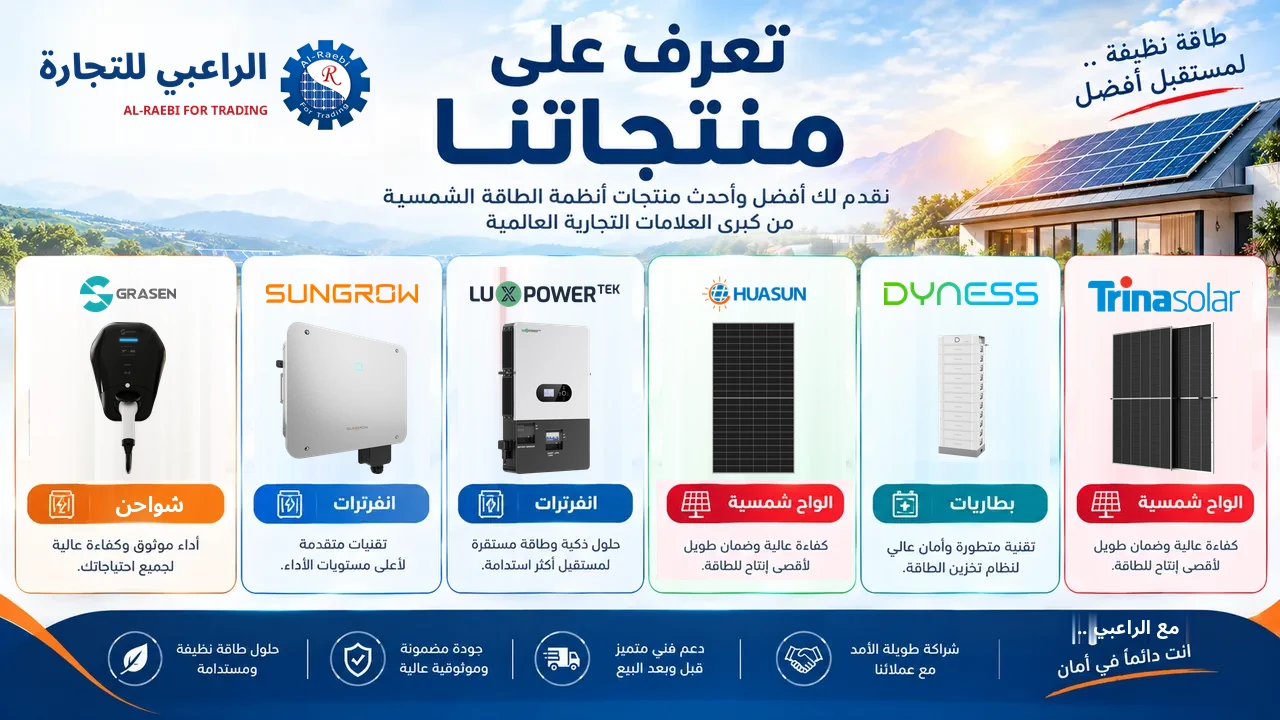 الراعبي للتجارة
AL-RAEBI FOR TRADING
Al-Raebi
R
For Trading
تعرف على
منتجاتنا
نقدم لك أفضل وأحدث منتجات أنظمة الطاقة الشمسية
من كبرى العلامات التجارية العالمية
طاقة نظيفة ..
لمستقبل أفضل
Trinasolar
الواح شمسية
كفاءة عالية وضمان طويل
لأقصى إنتاج للطاقة.
DYNESS
بطاريات
تقنية متطورة وأمان عالي
لنظام تخزين الطاقة.
HUASUN
الواح شمسية
كفاءة عالية وضمان طويل
لأقصى إنتاج للطاقة.
LUXPOWERTEK
انفرترات
حلول ذكية وطاقة مستقرة
لمستقبل أكثر استدامة.
SUNGROW
SUNGROW
انفرترات
تقنيات متقدمة
لأعلى مستويات الأداء.
GRASEN
شواحن
أداء موثوق وكفاءة عالية
لجميع احتياجاتك.
مع الراعبي ..
انت دائماً في أمان
شراكة طويلة الأمد
مع عملائنا
دعم فني متميز
قبل وبعد البيع
جودة مضمونة
وموثوقية عالية
حلول طاقة نظيفة
ومستدامة